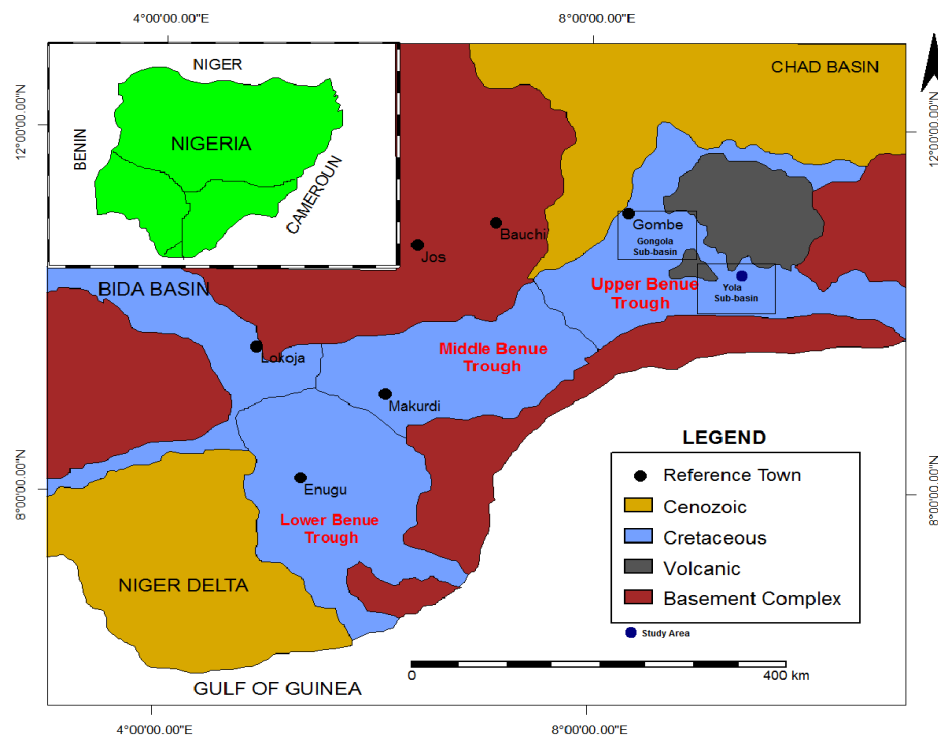 4°00'00.00"E
8°00'00.00"E
12°00'00.00"N
12°00'00.00"N
NIGER
BENIN
NIGERIA
CAMEROUN
CHAD BASIN
Gombe
Gongola
Sub-basin
Bauchi
Jos
BIDA BASIN
Upper Benue
Trough
Yola
Sub-basin
Lokoja
Middle Benue
Trough
Makurdi
8°00'00.00"N
8°00'00.00"N
Enugu
Lower Benue
Trough
NIGER DELTA
GULF OF GUINEA
LEGEND
Reference Town
Cenozoic
Cretaceous
Volcanic
Basement Complex
Study Area
0
400 km
4°00'00.00"E
8°00'00.00"E